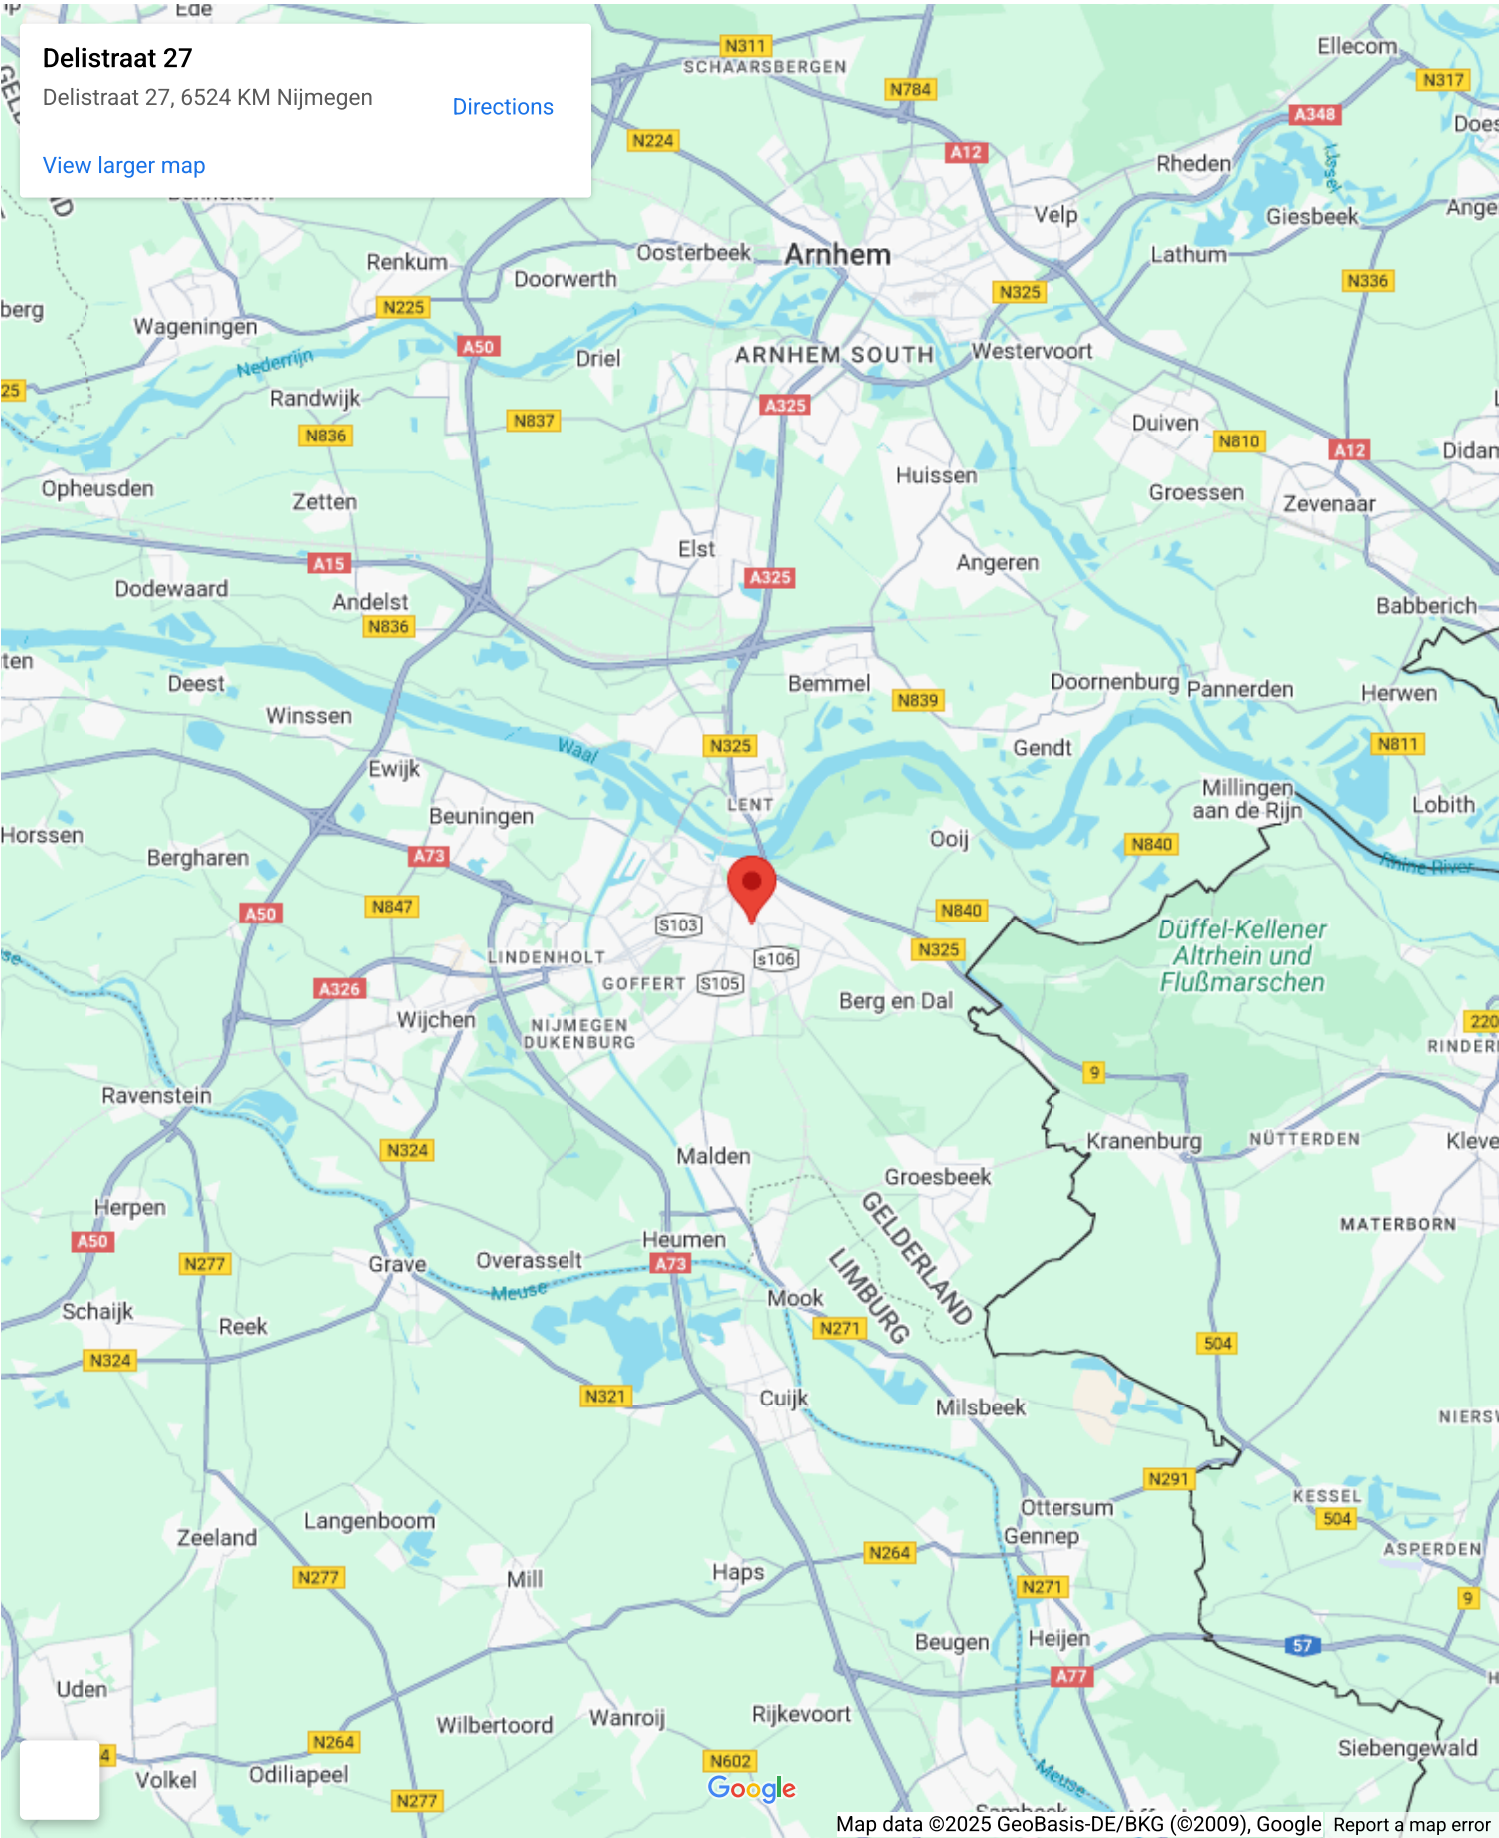 Ede
Delistraat 27
Delistraat 27, 6524 KM Nijmegen
Directions
View larger map
N311
SCHAARSBERGEN
N784
Ellecom
N317
A348
N224
A12
Rheden
IJssel
Velp
Giesbeek
Arnhem
Oosterbeek
Lathum
Renkum
Doorwerth
N336
N325
N225
Wageningen
A50
Nederrijn
Driel
ARNHEM SOUTH
Westervoort
25
Randwijk
A325
N836
N837
Duiven
N810
A12
Huissen
Opheusden
Zetten
Groessen
Zevenaar
Elst
A15
A325
Angeren
Dodewaard
Andelst
N836
Babberich
Deest
Bemmel
Doornenburg
Pannerden
Herwen
N839
Winssen
Waal
N325
Gendt
N811
Ewijk
Millingen
aan de Rijn
LENT
Lobith
Beuningen
Horssen
Bergharen
A73
Ooij
N840
Rhine River
N847
A50
S103
N840
Düffel-Kellener
Altrhein und
Flußmarschen
N325
LINDENHOLT
s106
GOFFERT
S105
A326
Berg en Dal
Wijchen
NIJMEGEN
DUKENBURG
220
9
Ravenstein
Kranenburg
NÜTTERDEN
Kleve
N324
Malden
Groesbeek
Herpen
GELDERLAND
LIMBURG
MATERBORN
A50
Heumen
N277
Grave
Overasselt
A73
Meuse
Mook
Schaijk
Reek
N271
504
N324
N321
Cuijk
Milsbeek
N291
KESSEL
Ottersum
504
Langenboom
Zeeland
Gennep
ASPERDEN
N264
N277
Mill
Haps
N271
9
Beugen
Heijen
57
A77
Uden
Wilbertoord
Wanroij
Rijkevoort
N264
N602
Siebengewald
4
Volkel
Odiliapeel
Meuse
N277
Google
Map data ©2025 GeoBasis-DE/BKG (©2009), Google
Report a map error